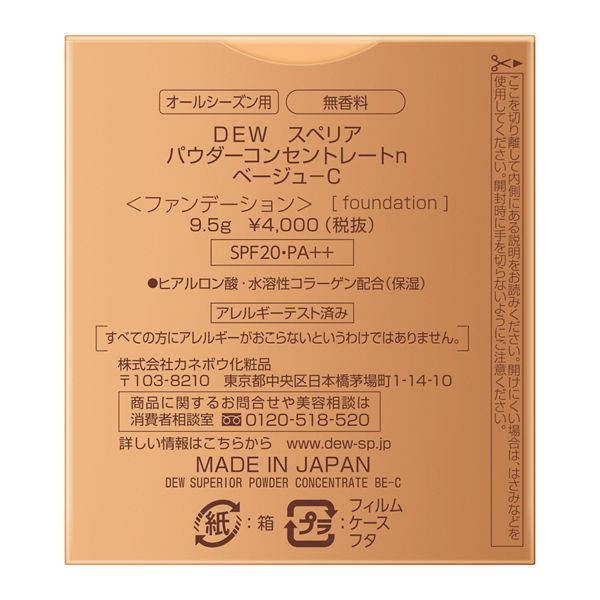 オールシーズン用 無香料
DEW スペリア
パウダーコンセントレートn
ベージュ-C
＜ファンデーション＞ [foundation]
9.5g ¥4,000(税抜)
SPF20・PA++
●ヒアルロン酸・水溶性コラーゲン配合(保湿)
アレルギーテスト済み
すべての方にアレルギーがおこらないというわけではありません。
株式会社カネボウ化粧品
〒103-8210 東京都中央区日本橋茅場町1-14-10
商品に関するお問合せや美容相談は
消費者相談室 0120-518-520
詳しい情報はこちらから www.dew-sp.jp
MADE IN JAPAN
DEW SUPERIOR POWDER CONCENTRATE BE-C
紙 : 箱 プラ : フィルム
ケース
フタ
ここを切り離して内側にある説明をお読みください。開けにくい場合は、はさみなどを
使用してください。開封時に手を切らないようにご注意ください。